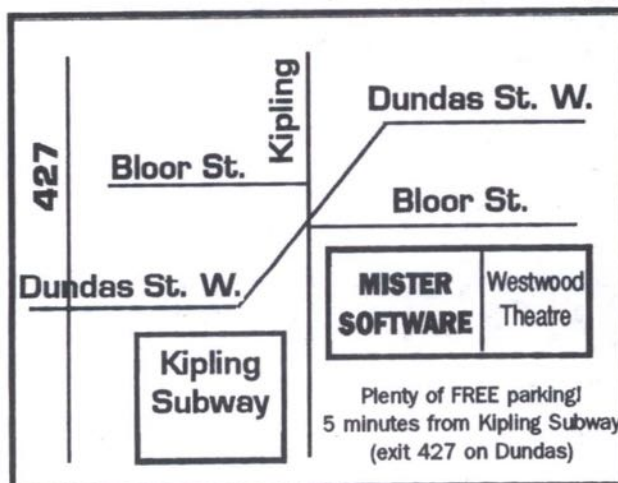 427
Kipling
Dundas St. W.
Bloor St.
Bloor St.
Dundas St. W.
MISTER
SOFTWARE
Westwood
Theatre
Kipling
Subway
Plenty of FREE parking!
5 minutes from Kipling Subway
(exit 427 on Dundas)